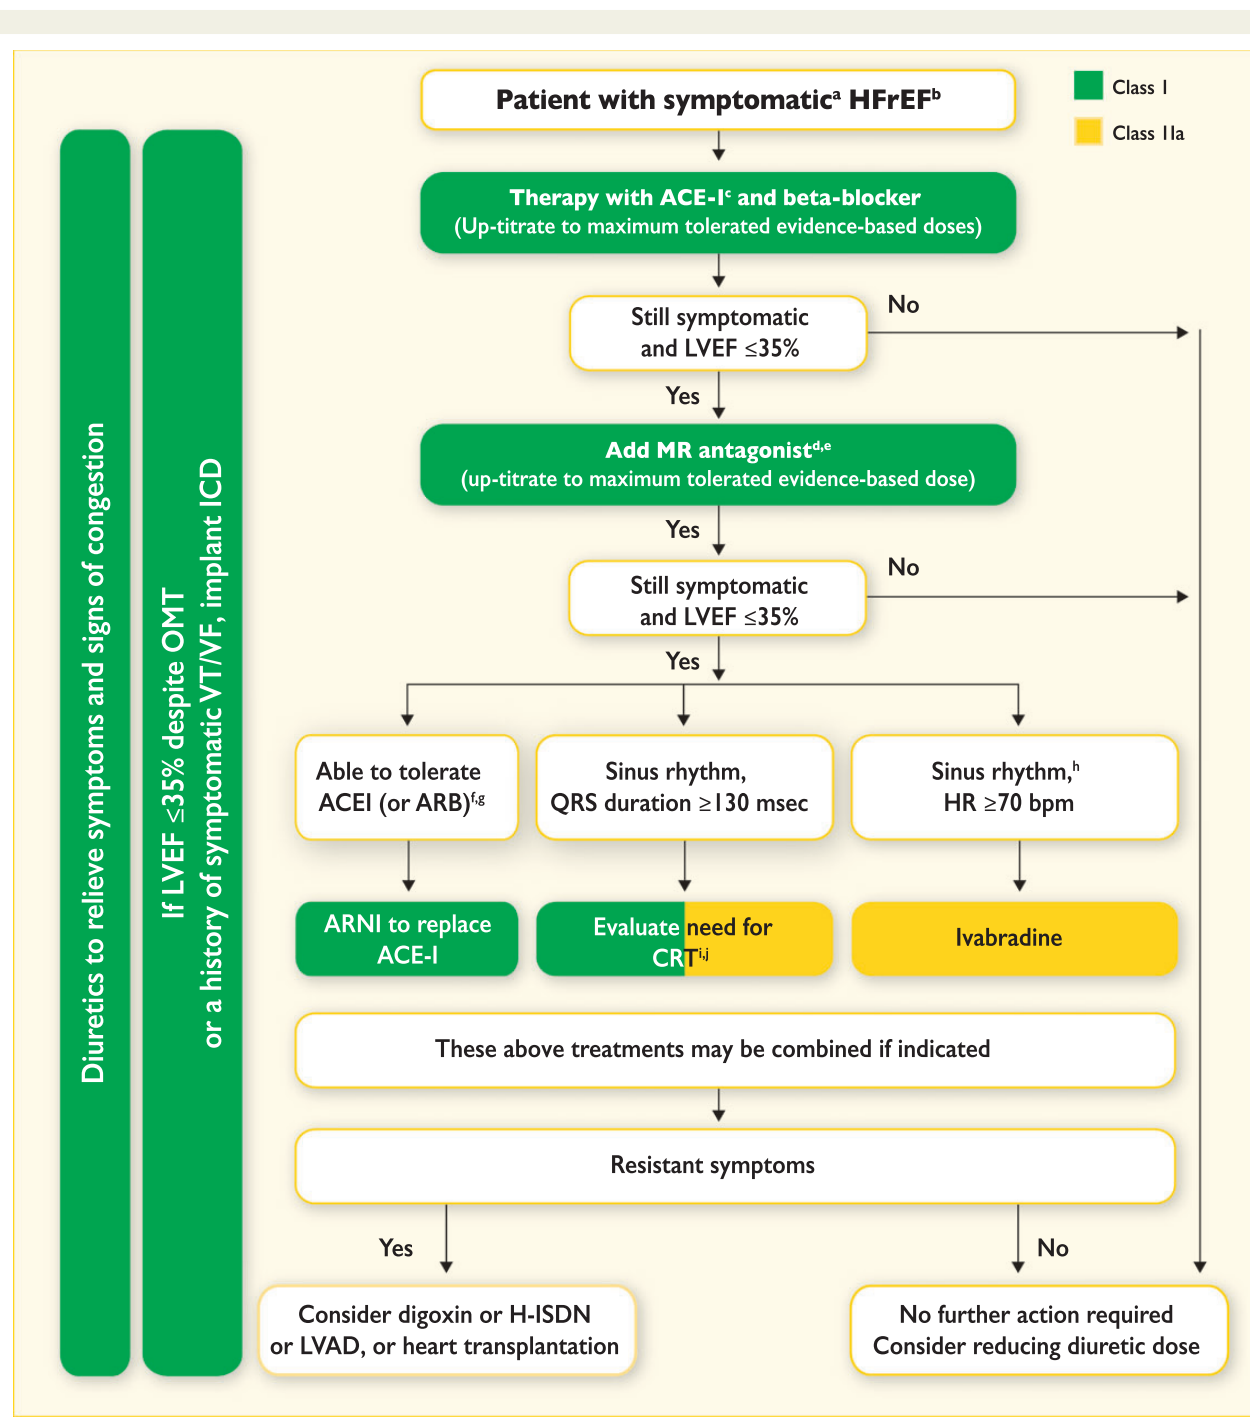 Patient with symptomaticᵃ HFrEFᵇ
Class I
Class IIa
Therapy with ACE-Iᶜ and beta-blocker
(Up-titrate to maximum tolerated evidence-based doses)
Still symptomatic
and LVEF ≤35%
No
Yes
Add MR antagonistᵈ,ᵉ
(up-titrate to maximum tolerated evidence-based dose)
Yes
Still symptomatic
and LVEF ≤35%
No
Yes
Able to tolerate
ACEI (or ARB)ᶠ,ᵍ
Sinus rhythm,
QRS duration ≥130 msec
Sinus rhythm,ʰ
HR ≥70 bpm
ARNI to replace
ACE-I
Evaluate need for
CRTⁱ,ʲ
Ivabradine
These above treatments may be combined if indicated
Resistant symptoms
Yes
No
Consider digoxin or H-ISDN
or LVAD, or heart transplantation
No further action required
Consider reducing diuretic dose
Diuretics to relieve symptoms and signs of congestion
If LVEF ≤35% despite OMT
or a history of symptomatic VT/VF, implant ICD